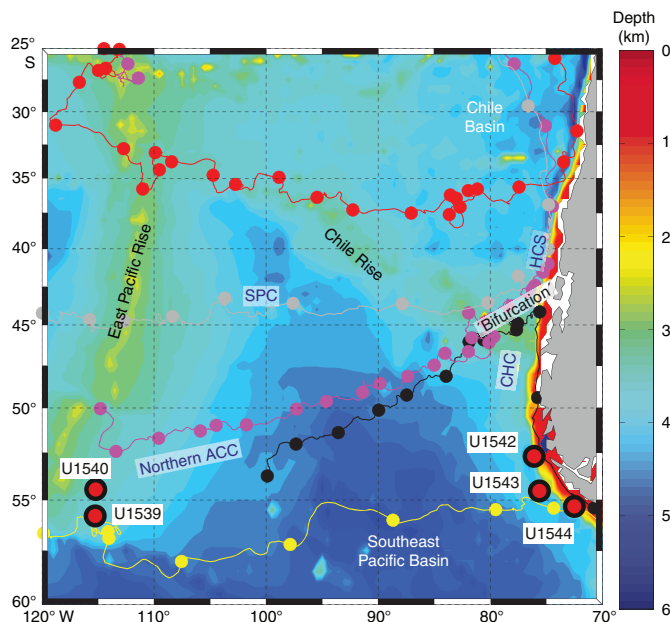 Depth
(km)
25°
S
30°
35°
40°
45°
50°
55°
60°
120° W
110°
100°
90°
80°
70°
0
1
2
3
4
5
6
Chile
Basin
East Pacific Rise
Chile Rise
HCS
SPC
Bifurcation
CHC
Northern ACC
U1542
U1540
U1543
U1539
U1544
Southeast
Pacific Basin